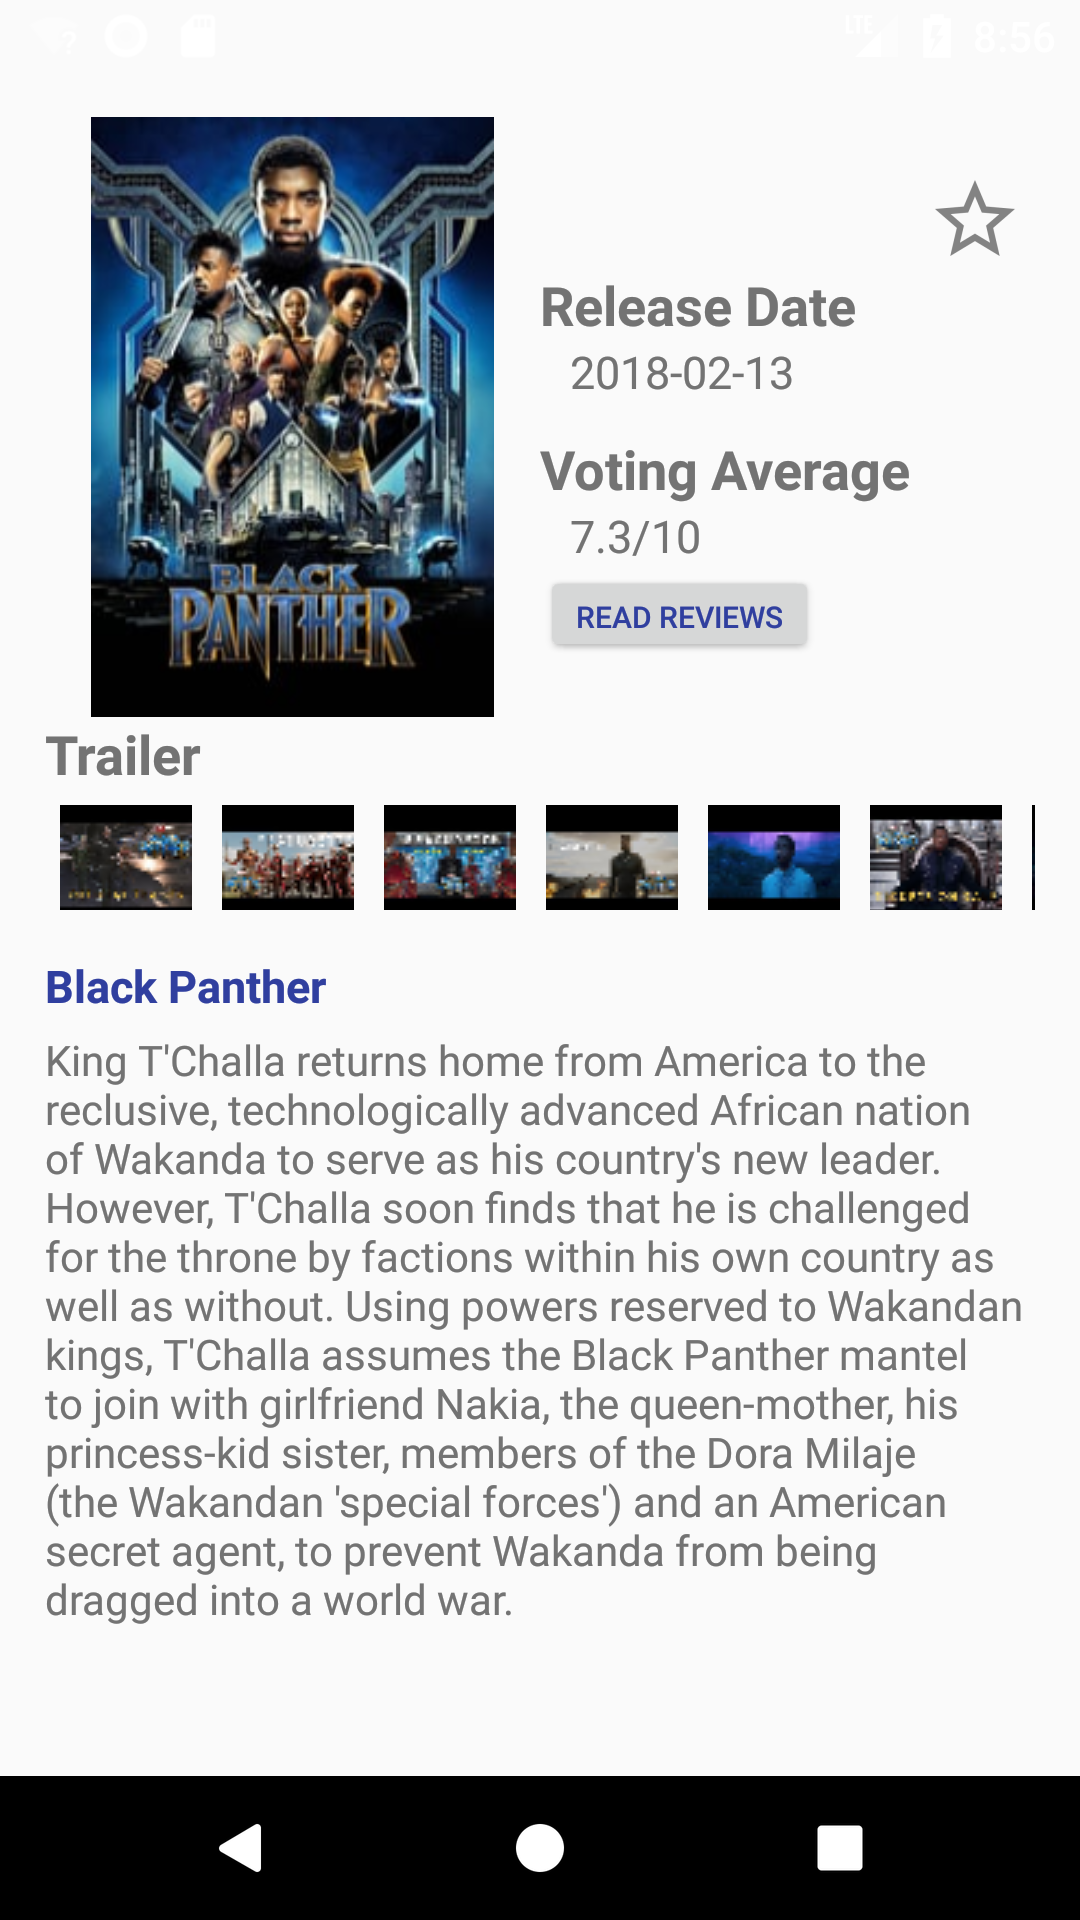 LTE 8:56
BLACK
PANTHER
Release Date
2018-02-13
Voting Average
7.3/10
READ REVIEWS
Trailer
Black Panther
King T'Challa returns home from America to the
reclusive, technologically advanced African nation
of Wakanda to serve as his country's new leader.
However, T'Challa soon finds that he is challenged
for the throne by factions within his own country as
well as without. Using powers reserved to Wakandan
kings, T'Challa assumes the Black Panther mantel
to join with girlfriend Nakia, the queen-mother, his
princess-kid sister, members of the Dora Milaje
(the Wakandan 'special forces') and an American
secret agent, to prevent Wakanda from being
dragged into a world war.